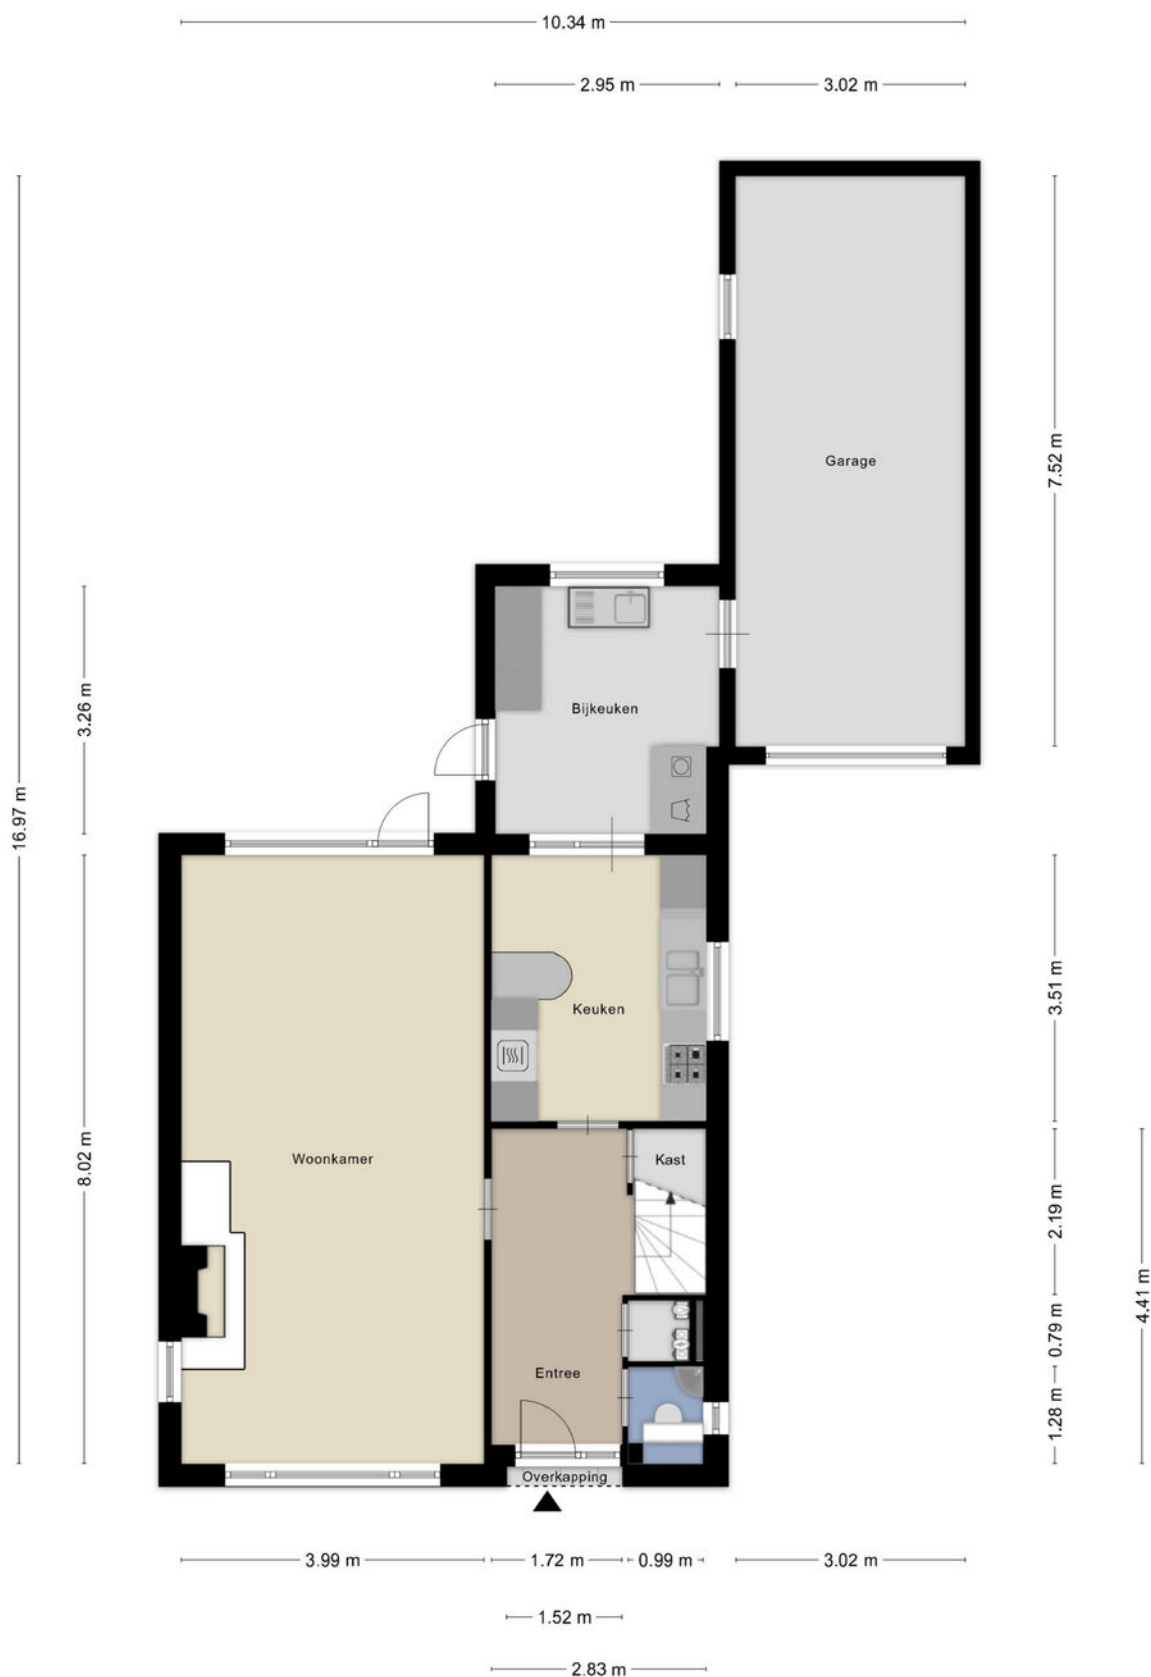 10.34 m
2.95 m
3.02 m
Garage
7.52 m
3.26 m
Bijkeuken
16.97 m
3.51 m
Keuken
8.02 m
Woonkamer
Kast
2.19 m
4.41 m
0.79 m
Entree
1.28 m
Overkapping
3.99 m
1.72 m
0.99 m
3.02 m
1.52 m
2.83 m